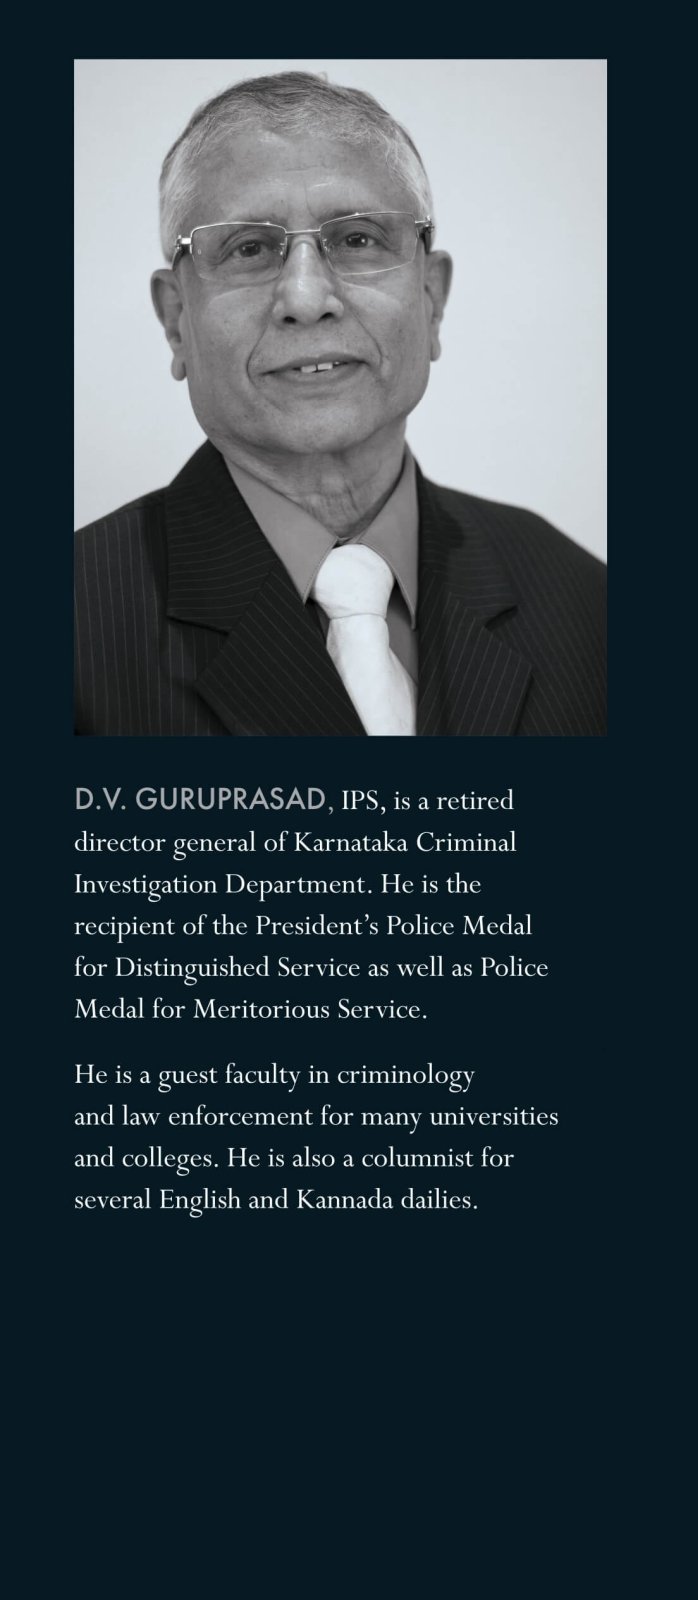 D.V. GURUPRASAD, IPS, is a retired
director general of Karnataka Criminal
Investigation Department. He is the
recipient of the President’s Police Medal
for Distinguished Service as well as Police
Medal for Meritorious Service.
He is a guest faculty in criminology
and law enforcement for many universities
and colleges. He is also a columnist for
several English and Kannada dailies.